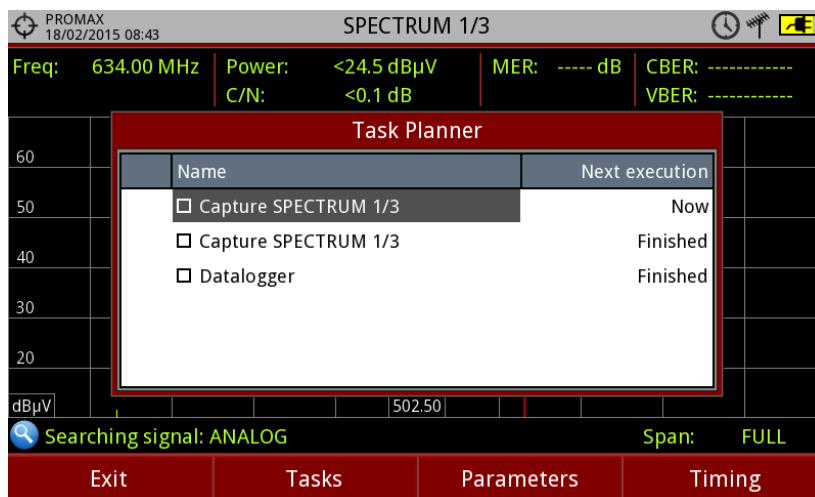 PROMAX
18/02/2015 08:43
SPECTRUM 1/3
Freq: 634.00 MHz Power: <24.5 dBµV MER: ----- dB CBER: ------------
C/N: <0.1 dB VBER: ------------
Task Planner
Name Next execution
Capture SPECTRUM 1/3 Now
Capture SPECTRUM 1/3 Finished
Datalogger Finished
60
50
40
30
20
dBµV 502.50
Searching signal: ANALOG Span: FULL
Exit Tasks Parameters Timing